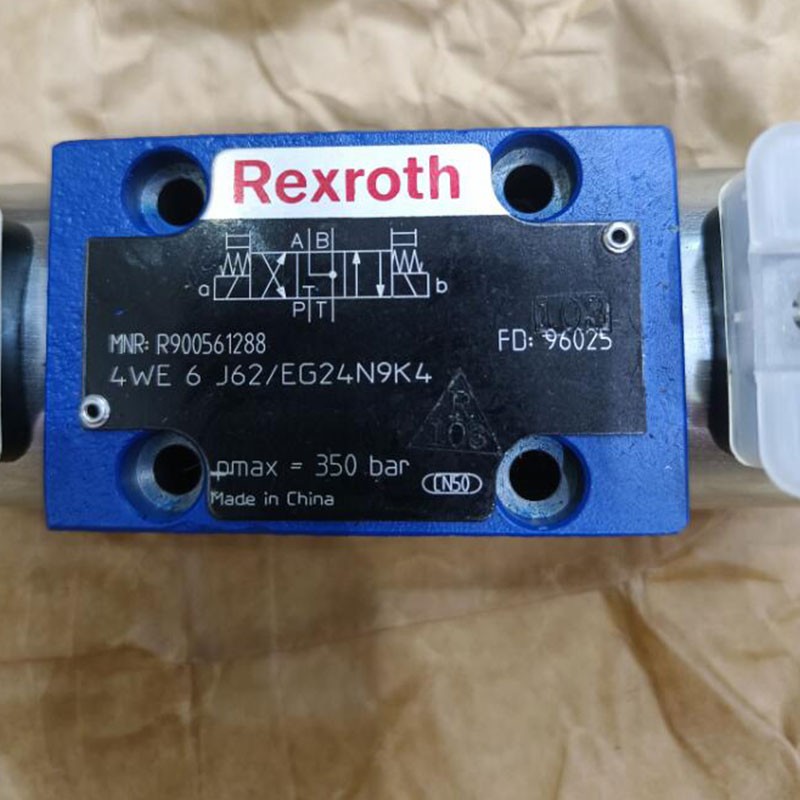 Rexroth
A B
a b
P T
MNR: R900561288
FD: 96025
4WE 6 J62/EG24N9K4
pmax = 350 bar
CN50
Made in China